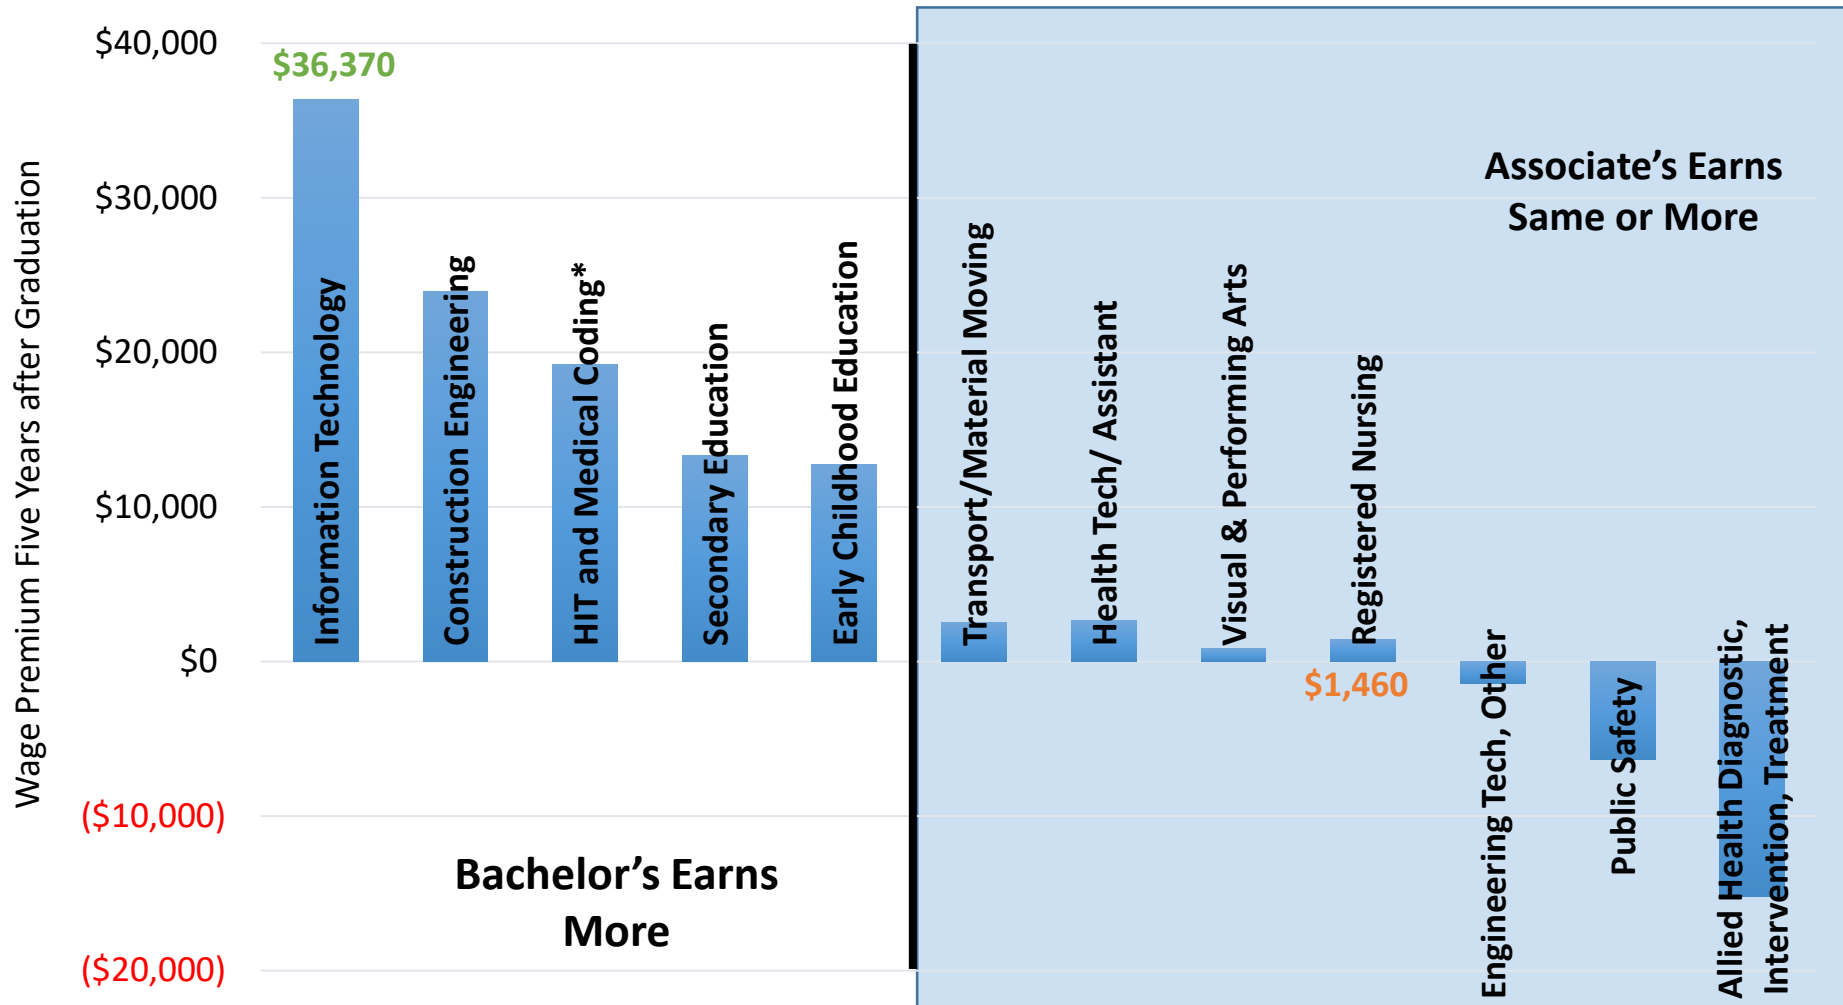 Wage Premium Five Years after Graduation
$40,000
$30,000
$20,000
$10,000
$0
($10,000)
($20,000)
$36,370
Information Technology
Construction Engineering
HIT and Medical Coding*
Secondary Education
Early Childhood Education
Bachelor’s Earns
More
Associate’s Earns
Same or More
Transport/Material Moving
Health Tech/ Assistant
Visual & Performing Arts
Registered Nursing
$1,460
Engineering Tech, Other
Public Safety
Allied Health Diagnostic,
Intervention, Treatment